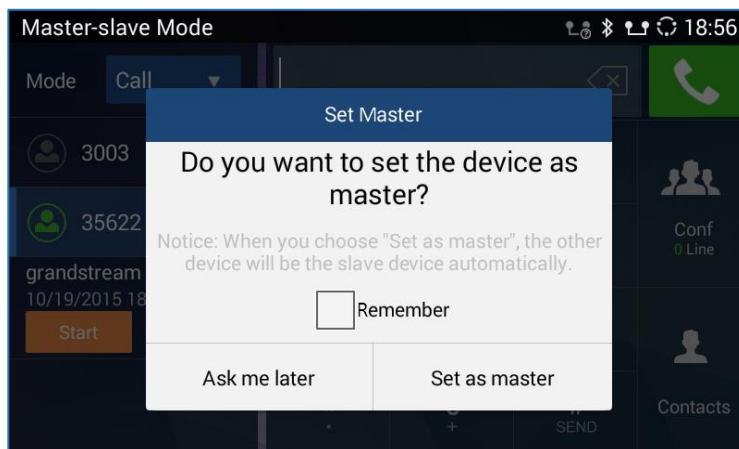 Master-slave Mode
18:56
Mode
Call
Set Master
3003
Do you want to set the device as
master?
35622
Notice: When you choose "Set as master", the other
device will be the slave device automatically.
Conf
0 Line
grandstream
10/19/2015 18
Remember
Start
Ask me later
Set as master
Contacts
+
SEND